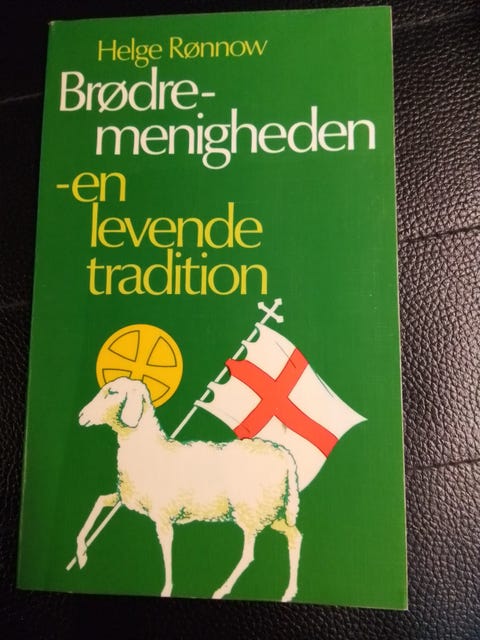 Helge Rønnow
Brødre-
menigheden
-en
levende
tradition